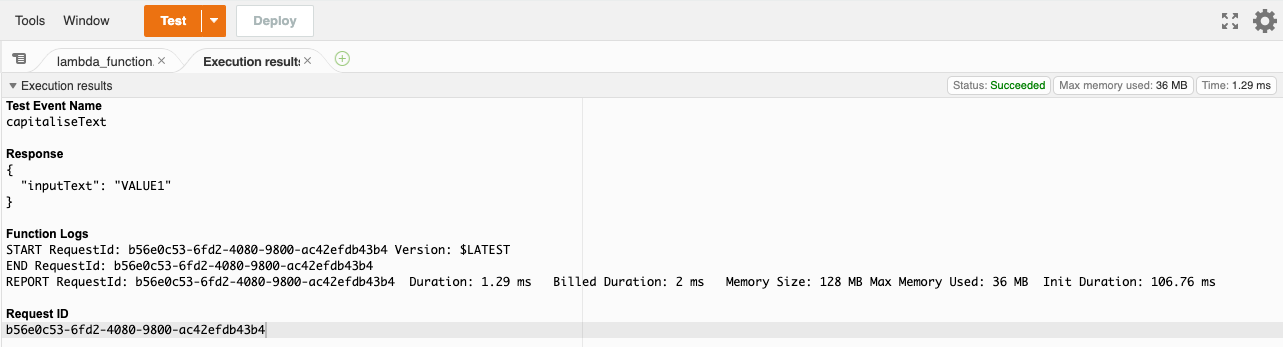 Tools Window Test Deploy
lambda_function. Execution results
Execution results Status: Succeeded Max memory used: 36 MB Time: 1.29 ms
Test Event Name
capitaliseText
Response
{
"inputText": "VALUE1"
}
Function Logs
START RequestId: b56e0c53-6fd2-4080-9800-ac42efdb43b4 Version: $LATEST
END RequestId: b56e0c53-6fd2-4080-9800-ac42efdb43b4
REPORT RequestId: b56e0c53-6fd2-4080-9800-ac42efdb43b4 Duration: 1.29 ms Billed Duration: 2 ms Memory Size: 128 MB Max Memory Used: 36 MB Init Duration: 106.76 ms
Request ID
b56e0c53-6fd2-4080-9800-ac42efdb43b4